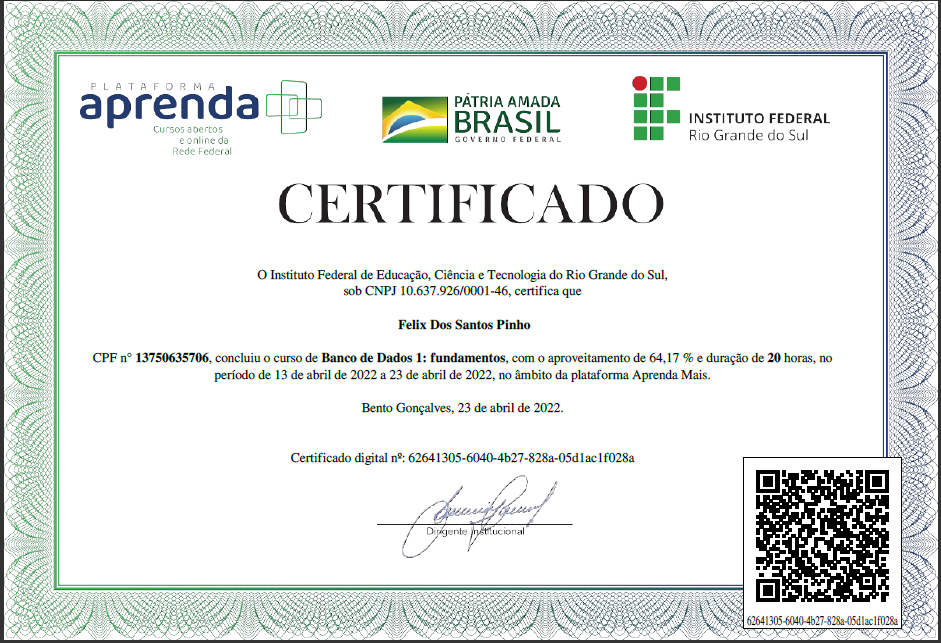 PLATAFORMA
aprenda
Cursos abertos
e online da
Rede Federal
PÁTRIA AMADA
BRASIL
GOVERNO FEDERAL
INSTITUTO FEDERAL
Rio Grande do Sul
CERTIFICADO
O Instituto Federal de Educação, Ciência e Tecnologia do Rio Grande do Sul,
sob CNPJ 10.637.926/0001-46, certifica que
Felix Dos Santos Pinho
CPF n° 13750635706, concluiu o curso de Banco de Dados 1: fundamentos, com o aproveitamento de 64,17 % e duração de 20 horas, no
período de 13 de abril de 2022 a 23 de abril de 2022, no âmbito da plataforma Aprenda Mais.
Bento Gonçalves, 23 de abril de 2022.
Certificado digital nº: 62641305-6040-4b27-828a-05d1ac1f028a
Dirigente Institucional
62641305-6040-4b27-828a-05d1ac1f028a